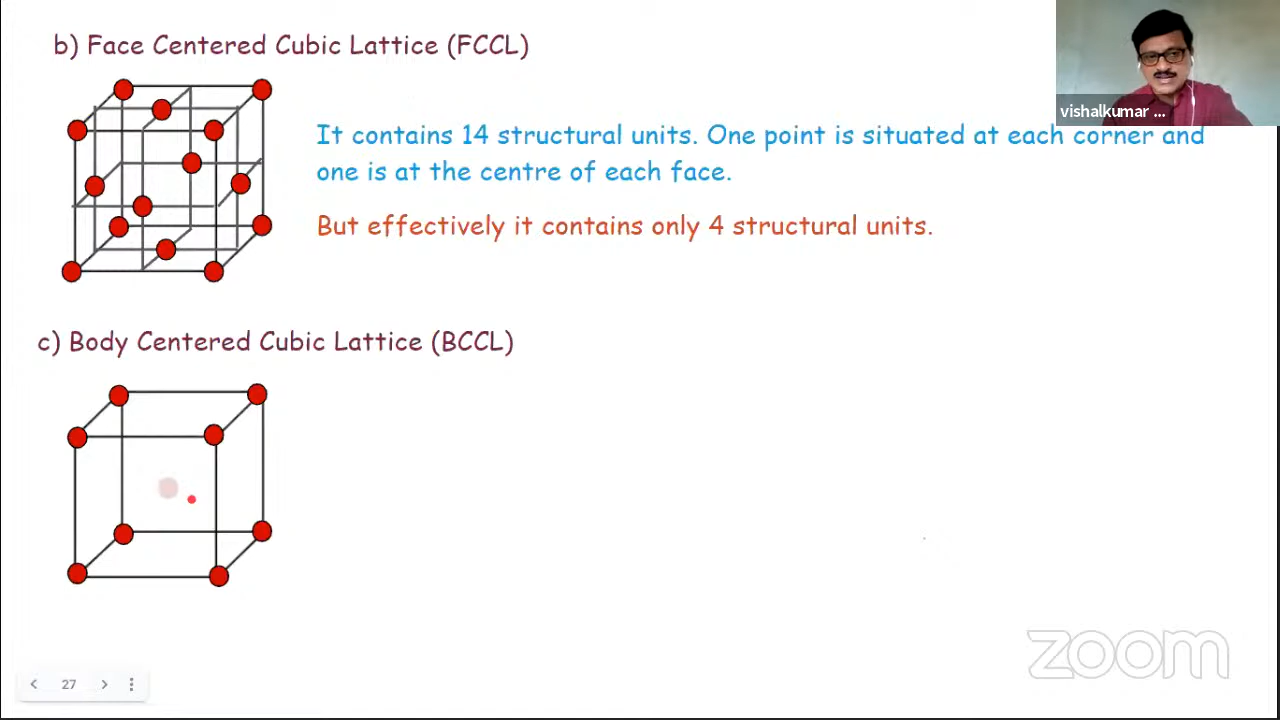 b) Face Centered Cubic Lattice (FCCL)
vishalkumar ...
It contains 14 structural units. One point is situated at each corner and
one is at the centre of each face.
But effectively it contains only 4 structural units.
c) Body Centered Cubic Lattice (BCCL)
zoom
27